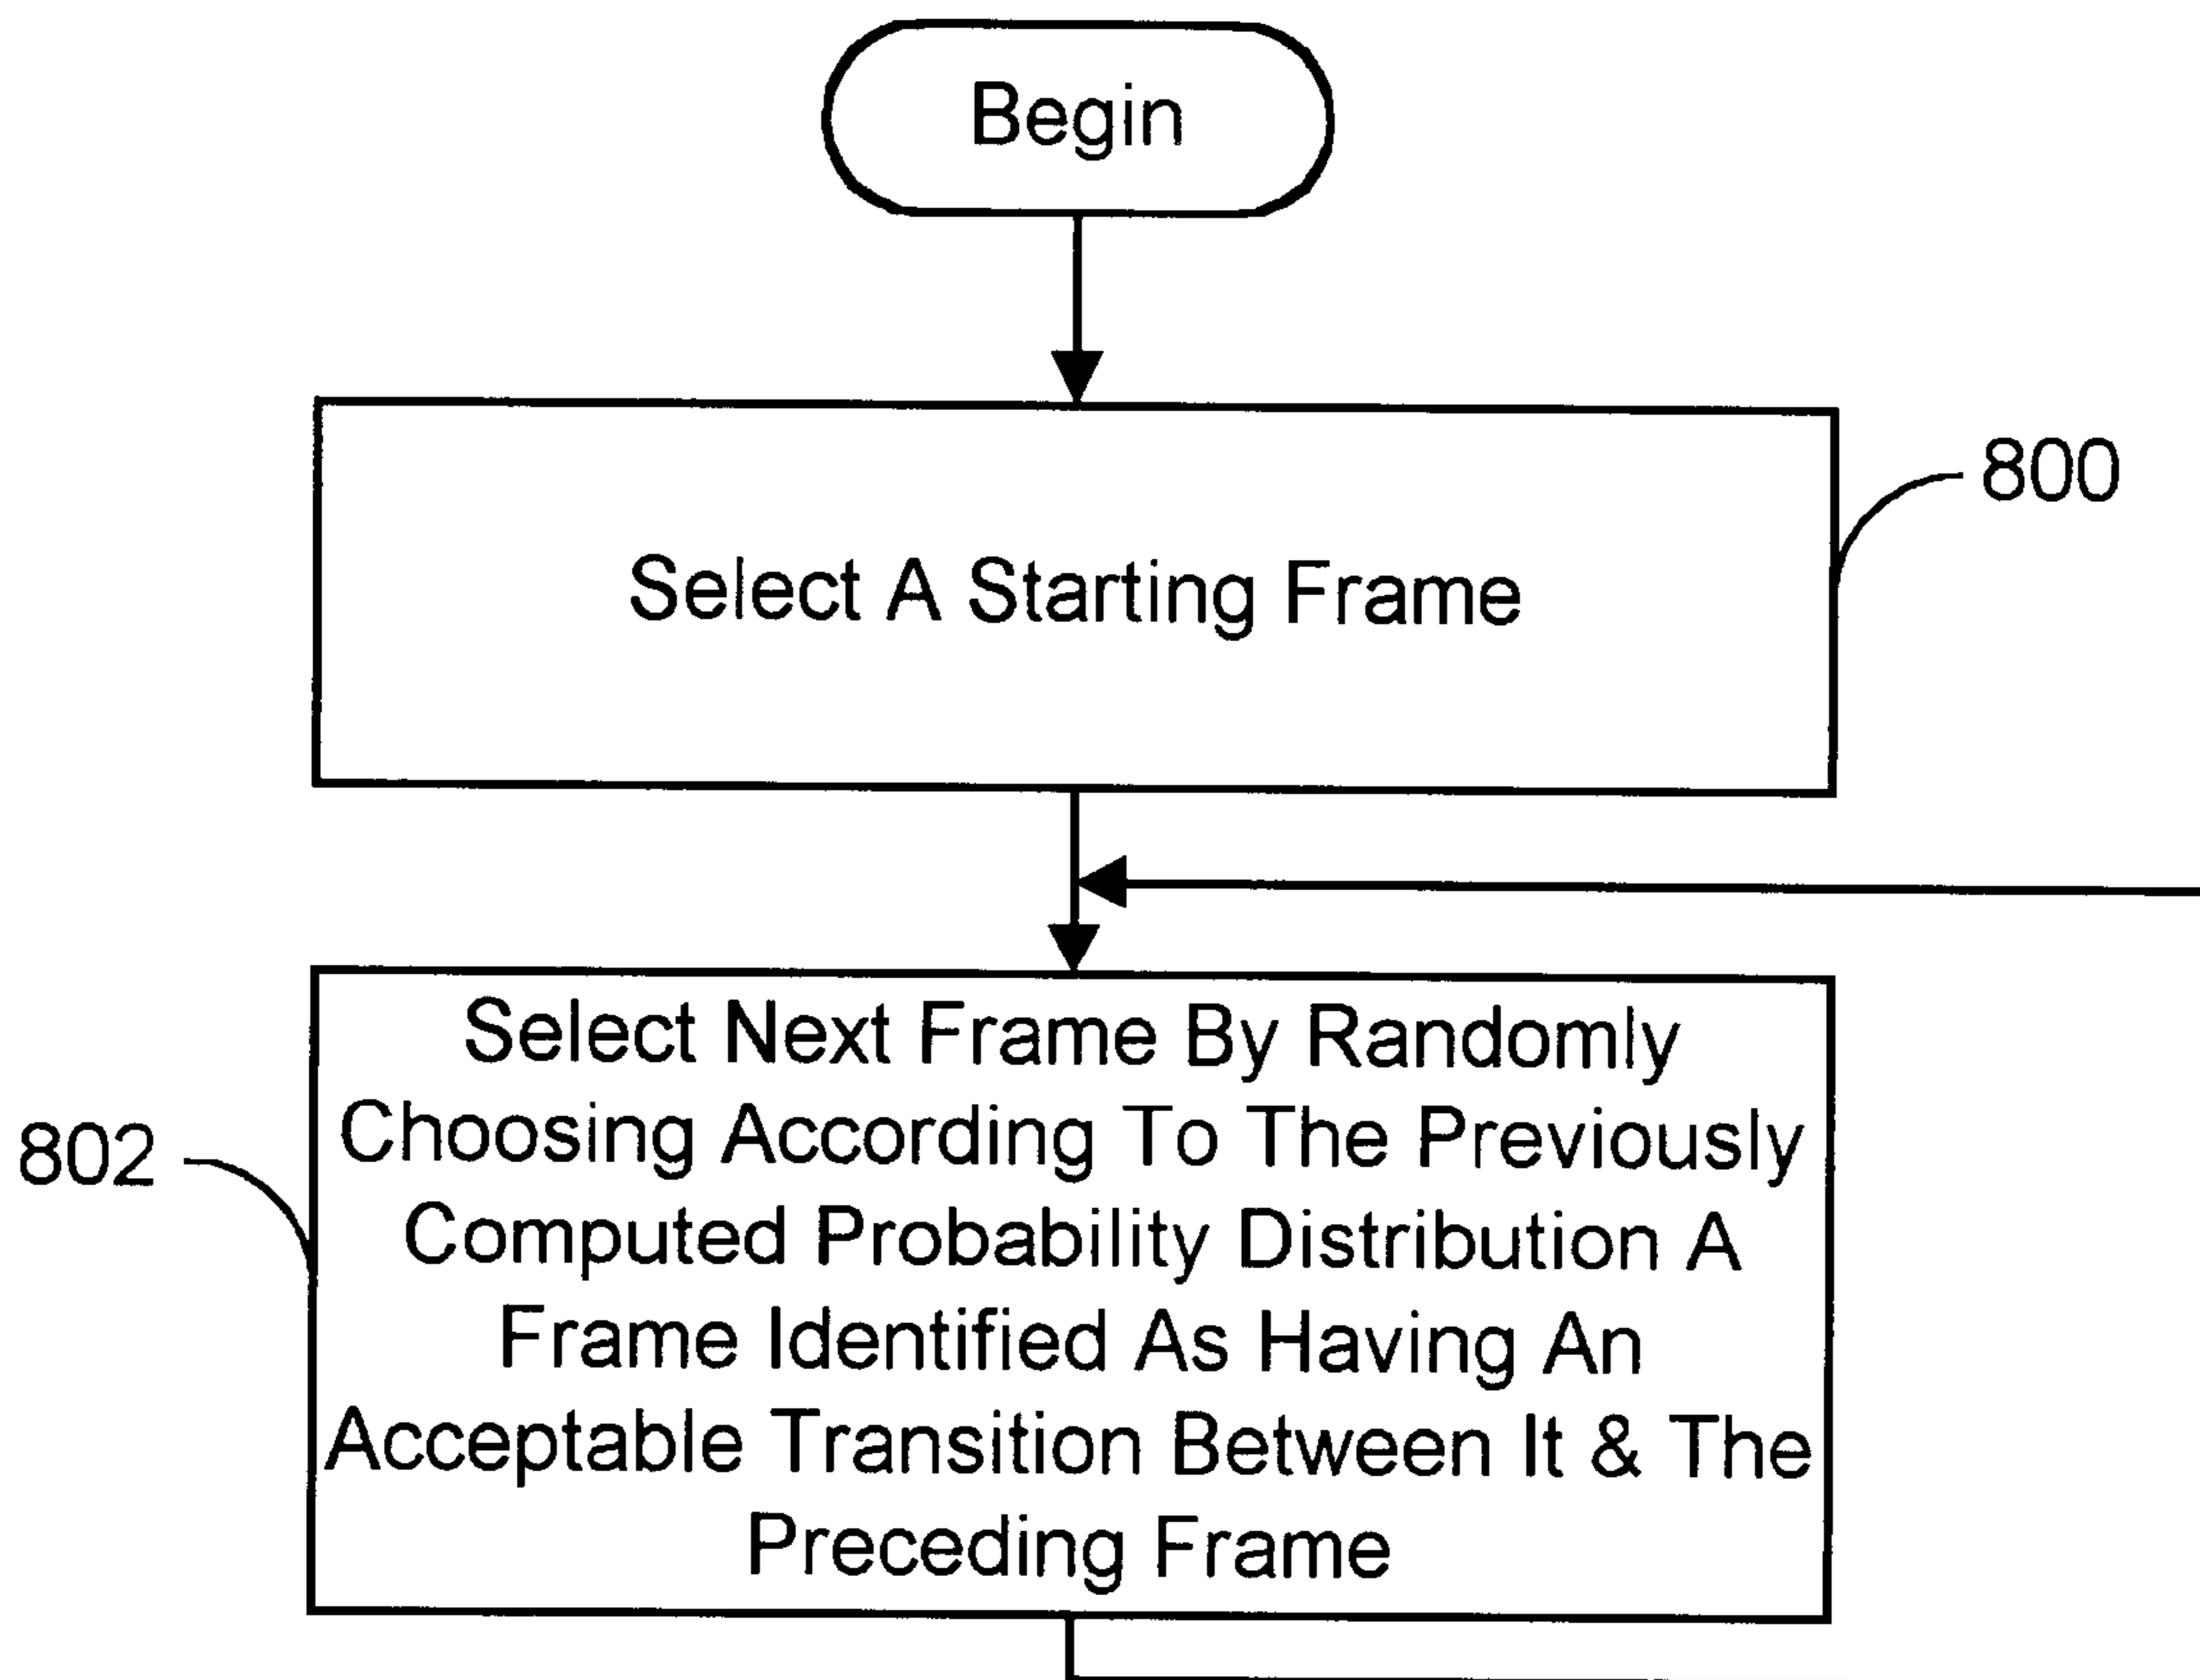 Begin
800
Select A Starting Frame
Select Next Frame By Randomly
Choosing According To The Previously
802
Computed Probability Distribution A
Frame Identified As Having An
Acceptable Transition Between It & The
Preceding Frame